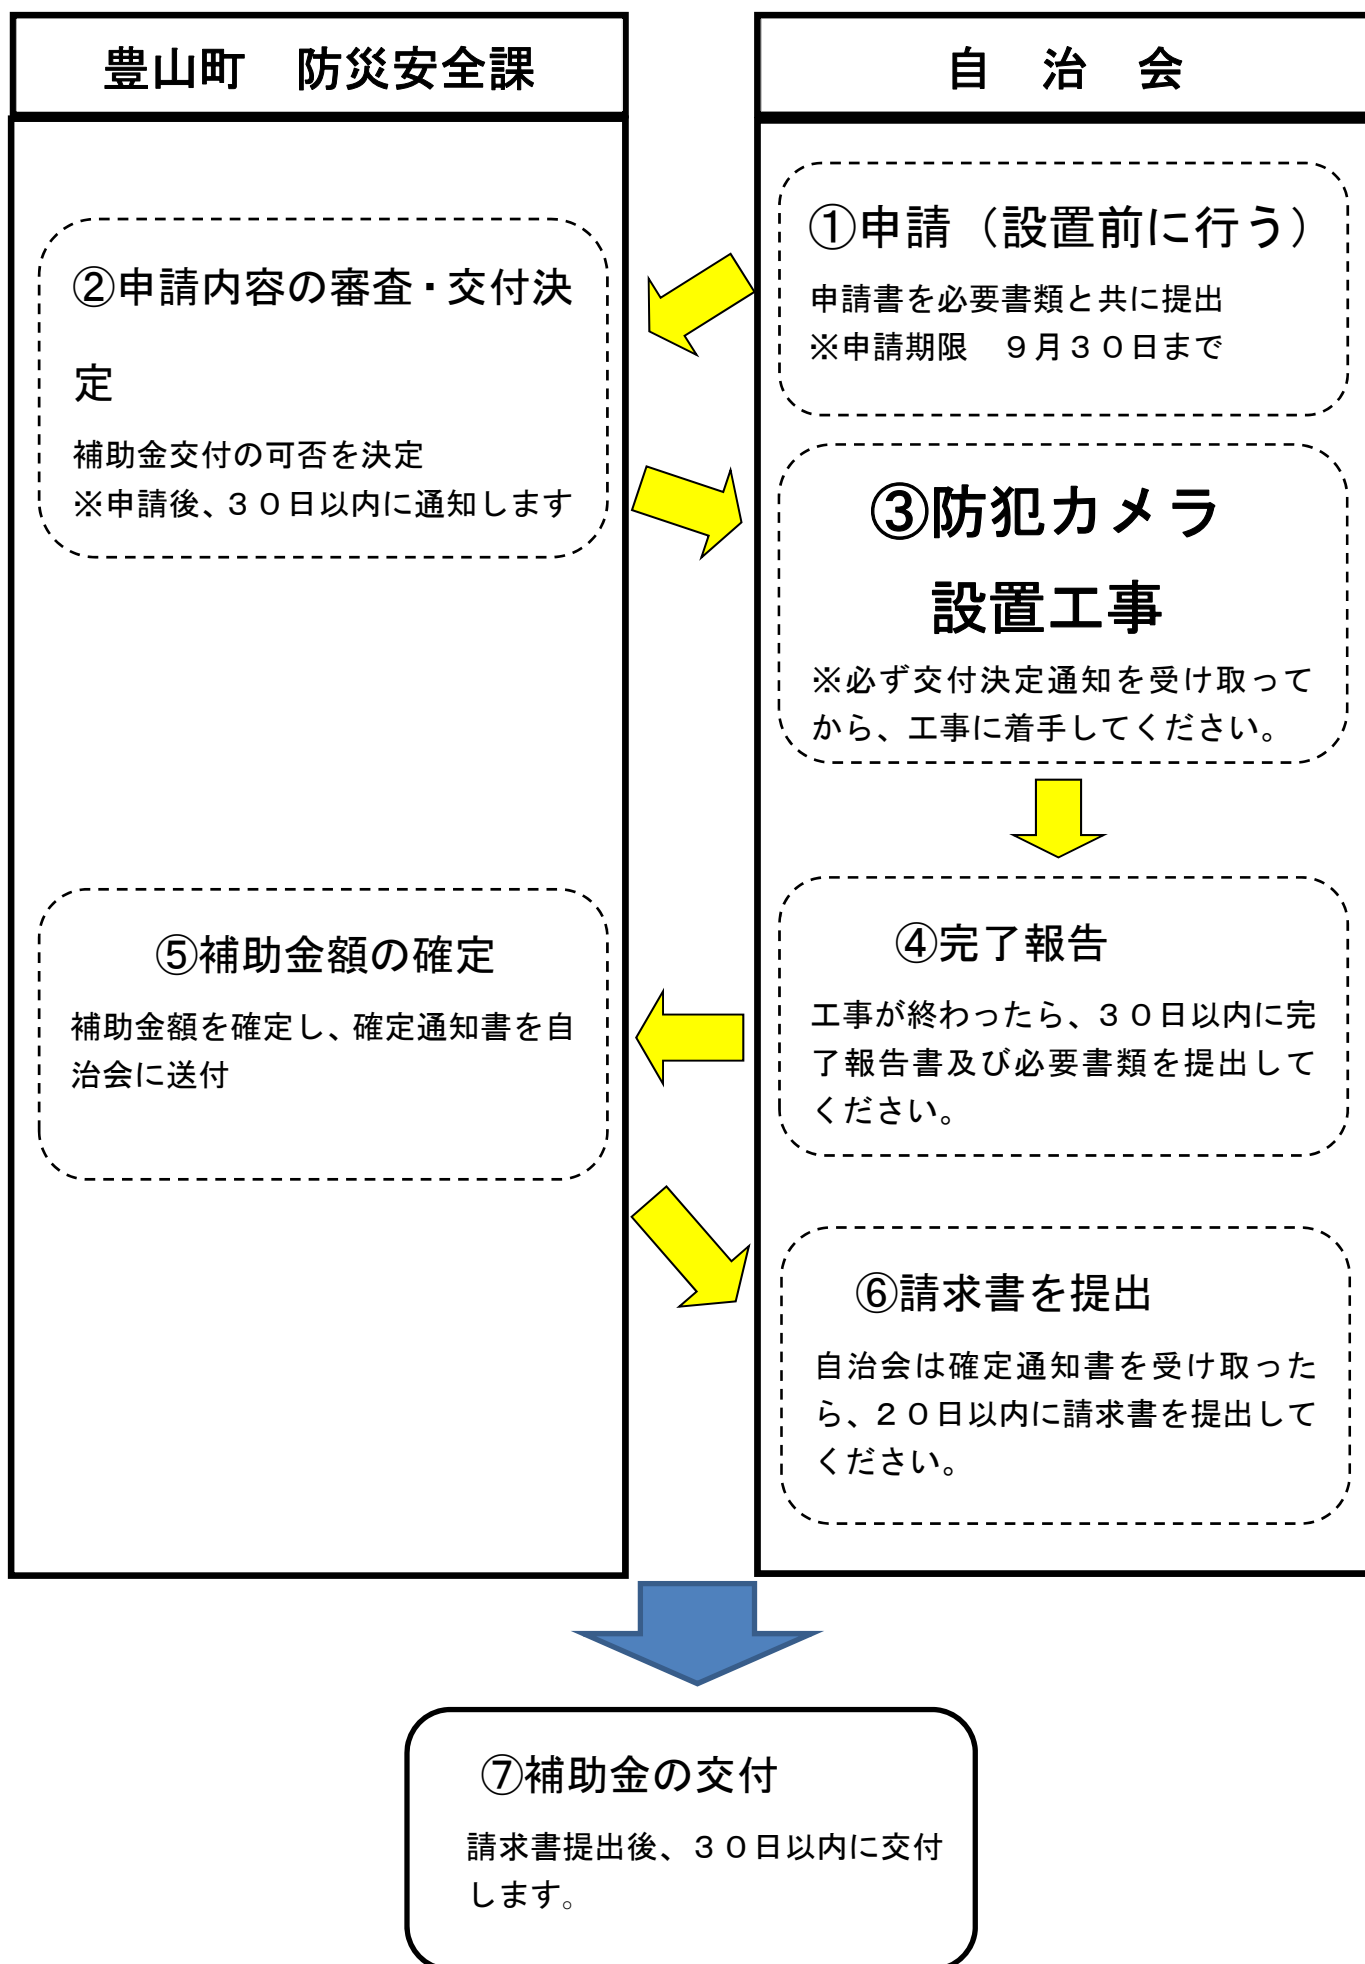 豊山町　防災安全課
自　治　会
①申請（設置前に行う）
申請書を必要書類と共に提出
※申請期限　９月３０日まで
②申請内容の審査・交付決
定
補助金交付の可否を決定
※申請後、３０日以内に通知します
③防犯カメラ
設置工事
※必ず交付決定通知を受け取って
から、工事に着手してください。
④完了報告
工事が終わったら、３０日以内に完
了報告書及び必要書類を提出して
ください。
⑤補助金額の確定
補助金額を確定し、確定通知書を自
治会に送付
⑥請求書を提出
自治会は確定通知書を受け取った
ら、２０日以内に請求書を提出して
ください。
⑦補助金の交付
請求書提出後、３０日以内に交付
します。